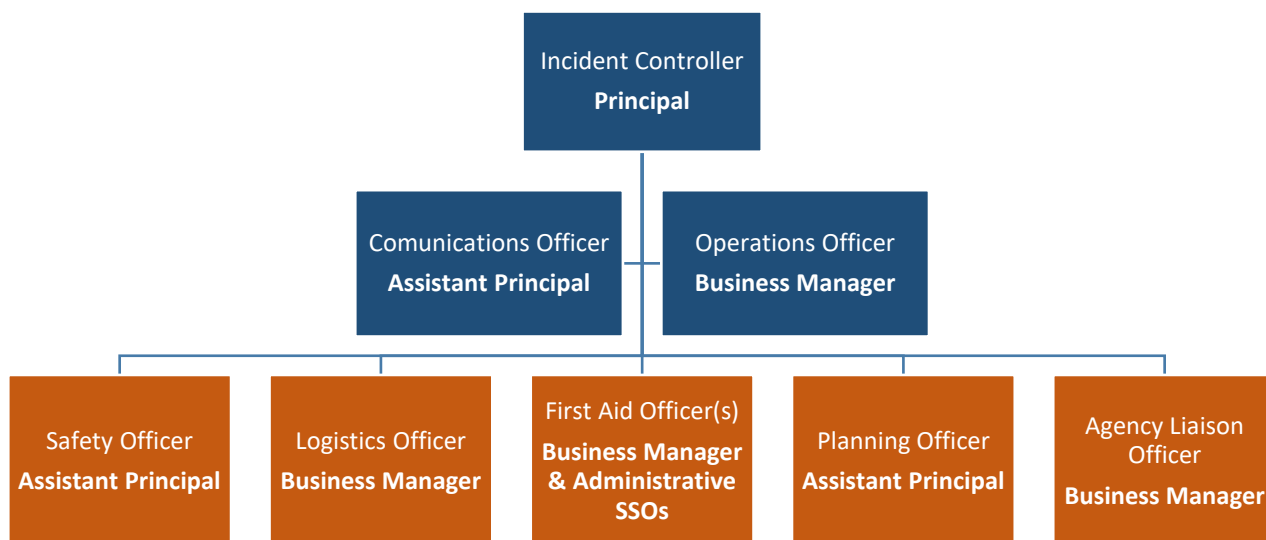 Incident Controller
Principal
Comunications Officer
Assistant Principal
Operations Officer
Business Manager
Safety Officer
Assistant Principal
Logistics Officer
Business Manager
First Aid Officer(s)
Business Manager
& Administrative
SSOs
Planning Officer
Assistant Principal
Agency Liaison
Officer
Business Manager